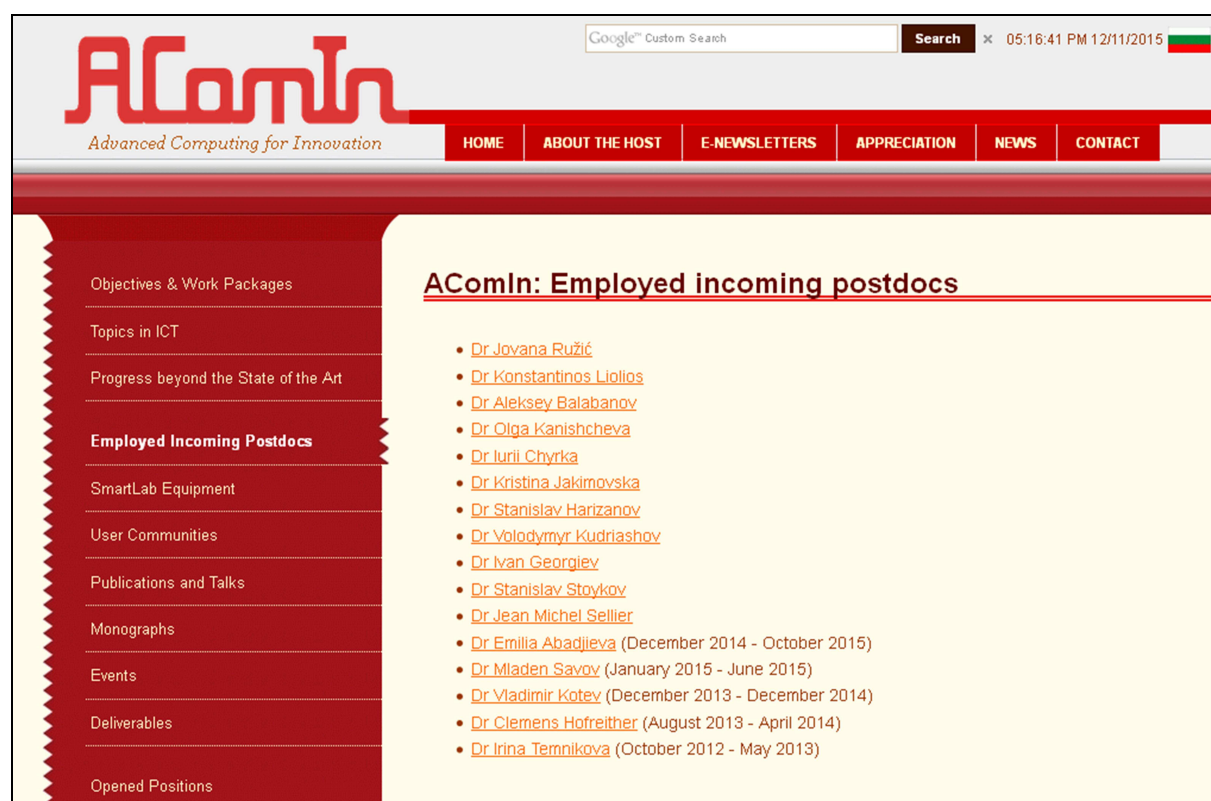 Google™ Custom Search Search × 05:16:41 PM 12/11/2015
AComIn
Advanced Computing for Innovation
HOME ABOUT THE HOST E-NEWSLETTERS APPRECIATION NEWS CONTACT
Objectives & Work Packages
Topics in ICT
Progress beyond the State of the Art
Employed Incoming Postdocs
SmartLab Equipment
User Communities
Publications and Talks
Monographs
Events
Deliverables
Opened Positions
AComIn: Employed incoming postdocs
• Dr Jovana Ružić
• Dr Konstantinos Liolios
• Dr Aleksey Balabanov
• Dr Olga Kanishcheva
• Dr Iurii Chyrka
• Dr Kristina Jakimovska
• Dr Stanislav Harizanov
• Dr Volodymyr Kudriashov
• Dr Ivan Georgiev
• Dr Stanislav Stoykov
• Dr Jean Michel Sellier
• Dr Emilia Abadjieva (December 2014 - October 2015)
• Dr Mladen Savov (January 2015 - June 2015)
• Dr Vladimir Kotev (December 2013 - December 2014)
• Dr Clemens Hofreither (August 2013 - April 2014)
• Dr Irina Temnikova (October 2012 - May 2013)